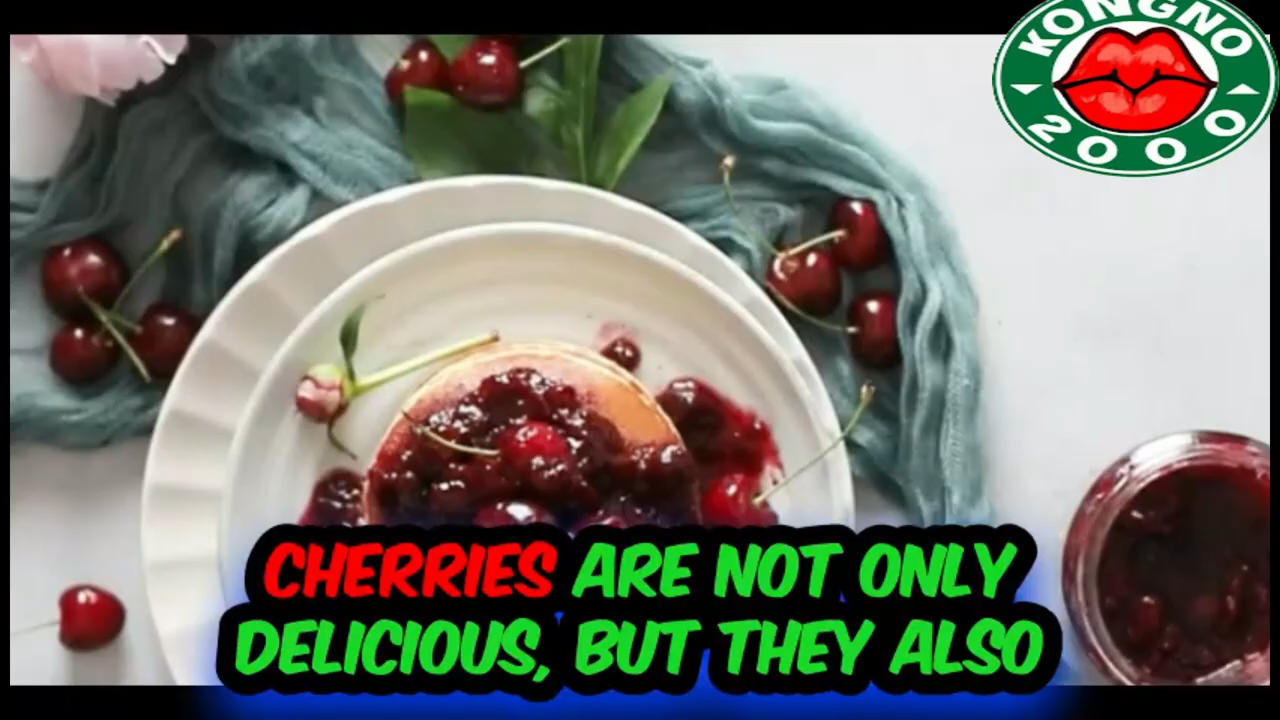 KONGNO
2000
CHERRIES ARE NOT ONLY
DELICIOUS, BUT THEY ALSO